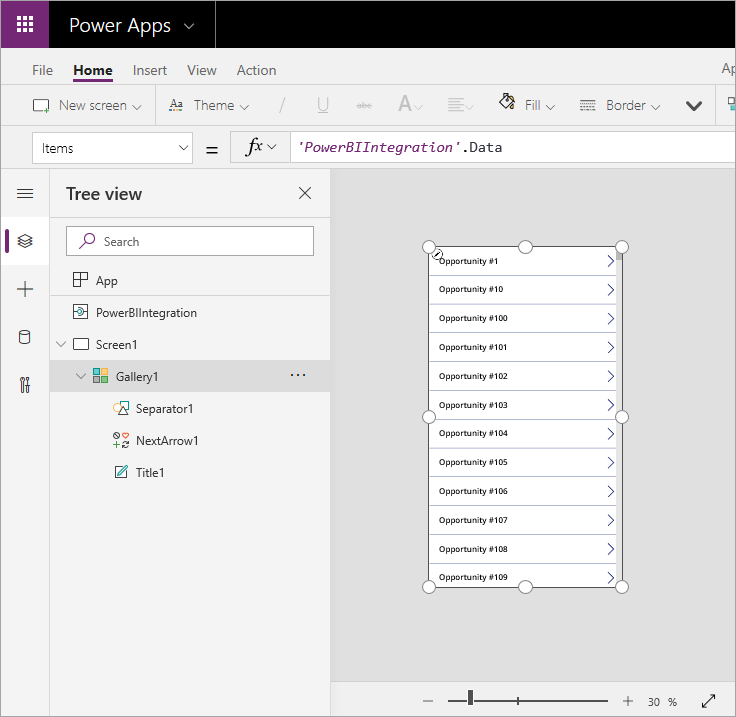 Power Apps
File Home Insert View Action Ap
New screen Theme / U abc A Fill Border
Items = fx 'PowerBIIntegration'.Data
Tree view
Search
App
PowerBIIntegration
Screen1
Gallery1 ...
Separator1
NextArrow1
Title1
Opportunity #1
Opportunity #10
Opportunity #100
Opportunity #101
Opportunity #102
Opportunity #103
Opportunity #104
Opportunity #105
Opportunity #106
Opportunity #107
Opportunity #108
Opportunity #109
30 %